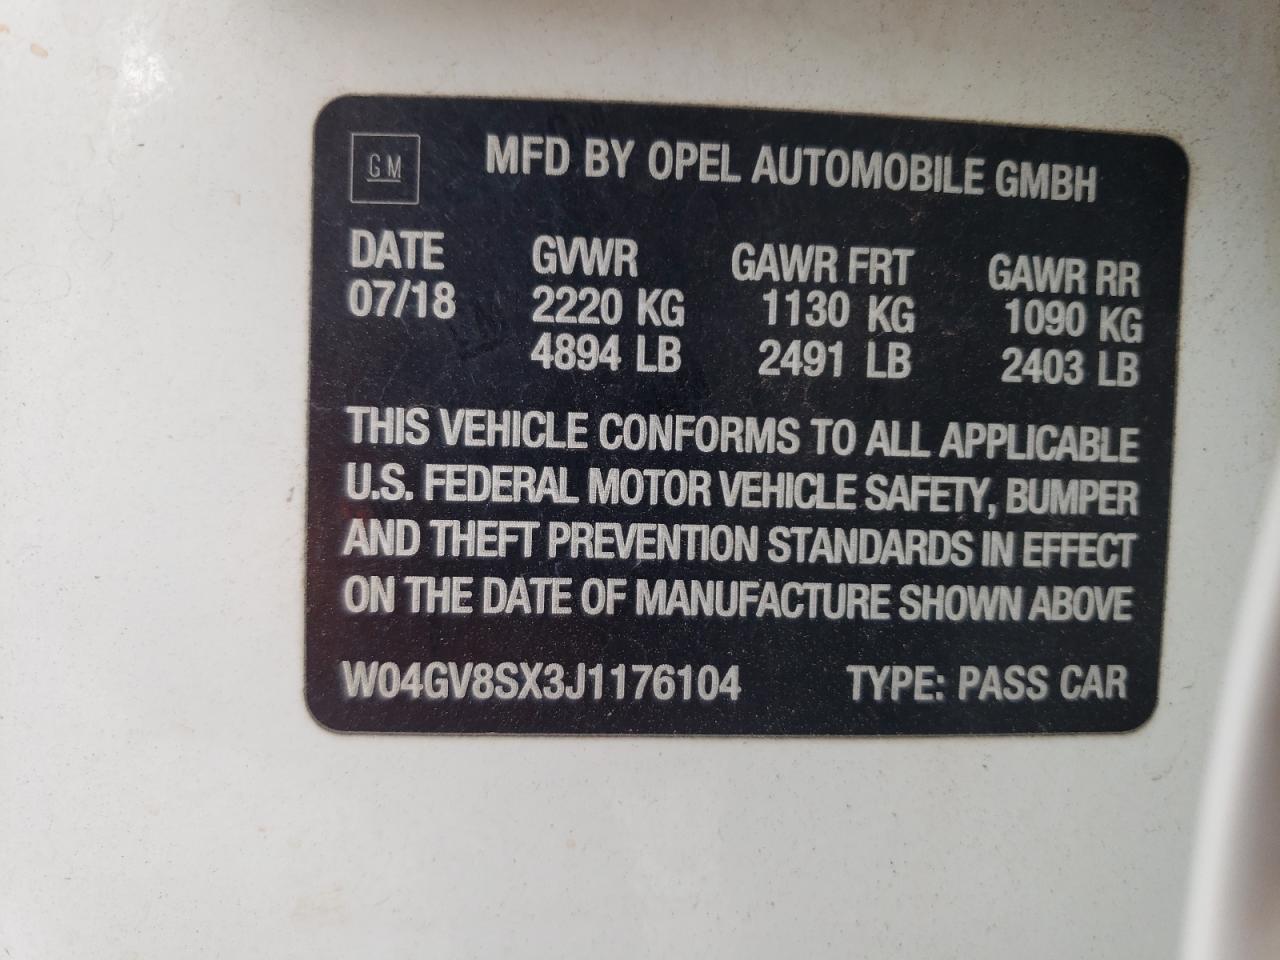 GM
MFD BY OPEL AUTOMOBILE GMBH
DATE GVWR GAWR FRT GAWR RR
07/18 2220 KG 1130 KG 1090 KG
4894 LB 2491 LB 2403 LB
THIS VEHICLE CONFORMS TO ALL APPLICABLE
U.S. FEDERAL MOTOR VEHICLE SAFETY, BUMPER
AND THEFT PREVENTION STANDARDS IN EFFECT
ON THE DATE OF MANUFACTURE SHOWN ABOVE
W04GV8SX3J1176104 TYPE: PASS CAR